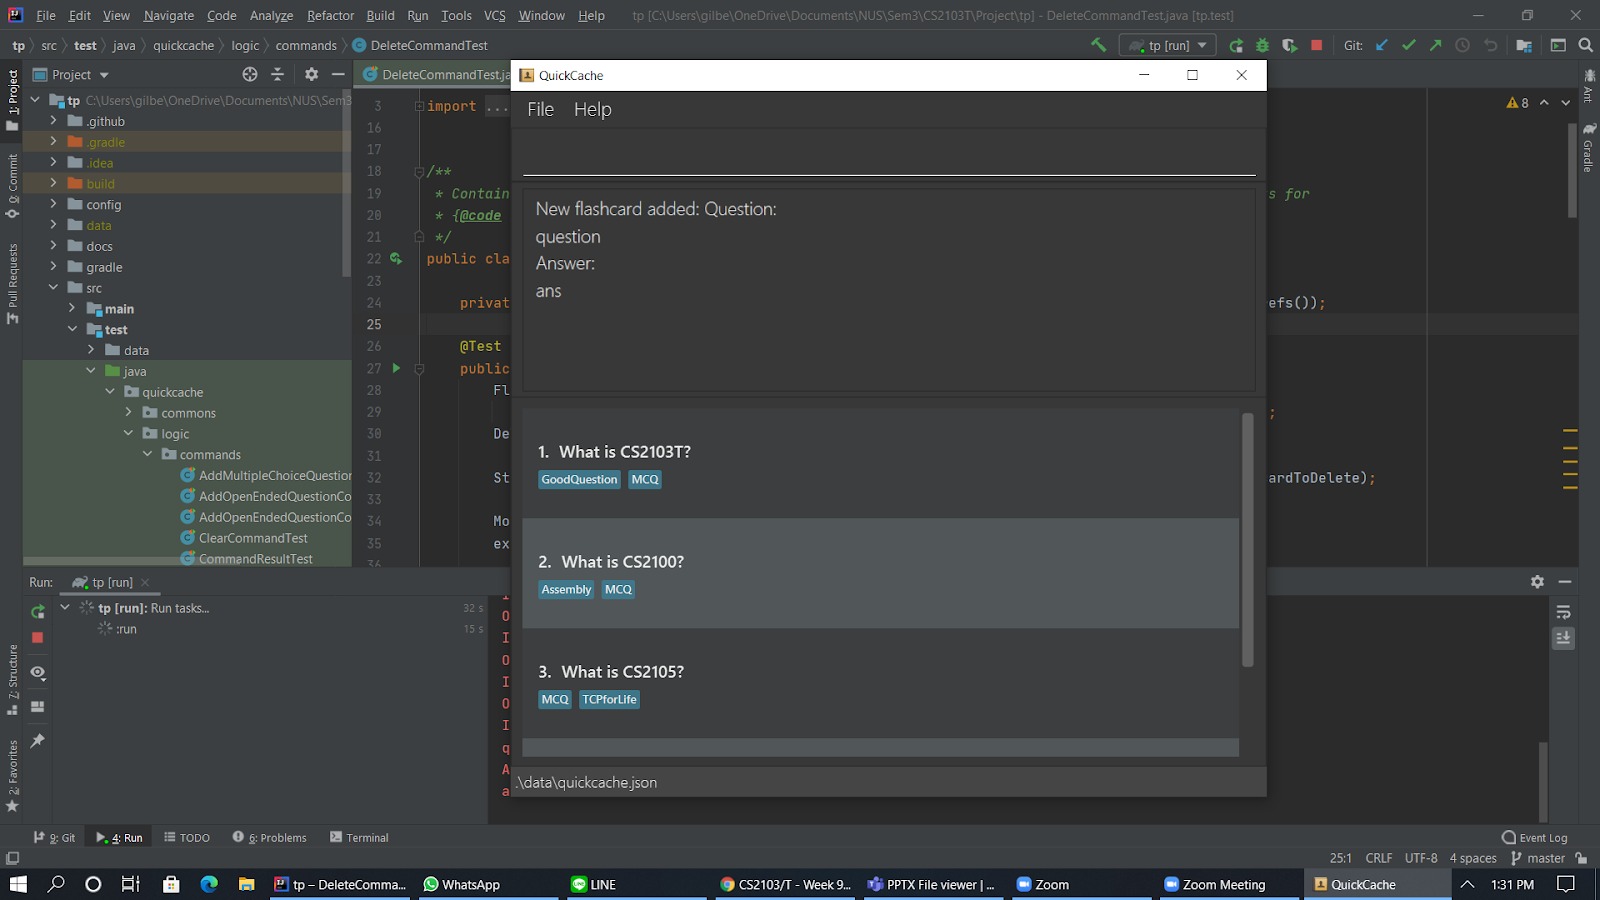 File Edit View Navigate Code Analyze Refactor Build Run Tools VCS Window Help tp [C:\Users\gilbe\OneDrive\Documents\NUS\Sem3\CS2103T\Project\tp] - DeleteCommandTest.java [tp.test]
tp src test java quickcache logic commands DeleteCommandTest
tp [run]
Git:
Project
DeleteCommandTest.ja
tp C:\Users\gilbe\OneDrive\Documents\NUS\Sem3
.github
.gradle
.idea
build
config
data
docs
gradle
src
main
test
data
java
quickcache
commons
logic
commands
AddMultipleChoiceQuestion
AddOpenEndedQuestionCo
AddOpenEndedQuestionCo
ClearCommandTest
CommandResultTest
1: Project
0: Commit
Pull Requests
7: Structure
2: Favorites
3 import ...
16
17
18 /**
19 * Contain s for
20 * {@code
21 */
22 public cla
23
24 privat efs());
25
26 @Test
27 public
28 Fl
29 ;
30 De
31
32 St ardToDelete);
33
34 Mo
35 ex
36
8
Ant
Gradle
QuickCache
File Help
New flashcard added: Question:
question
Answer:
ans
1. What is CS2103T?
GoodQuestion MCQ
2. What is CS2100?
Assembly MCQ
3. What is CS2105?
MCQ TCPforLife
.\data\quickcache.json
Run: tp [run]
tp [run]: Run tasks... 32 s
:run 15 s
I
O
I
O
I
O
I
q
A
a
9: Git 4: Run TODO 6: Problems Terminal Event Log
25:1 CRLF UTF-8 4 spaces master
tp – DeleteComma... WhatsApp LINE CS2103/T - Week 9... PPTX File viewer | ... Zoom Zoom Meeting QuickCache 1:31 PM